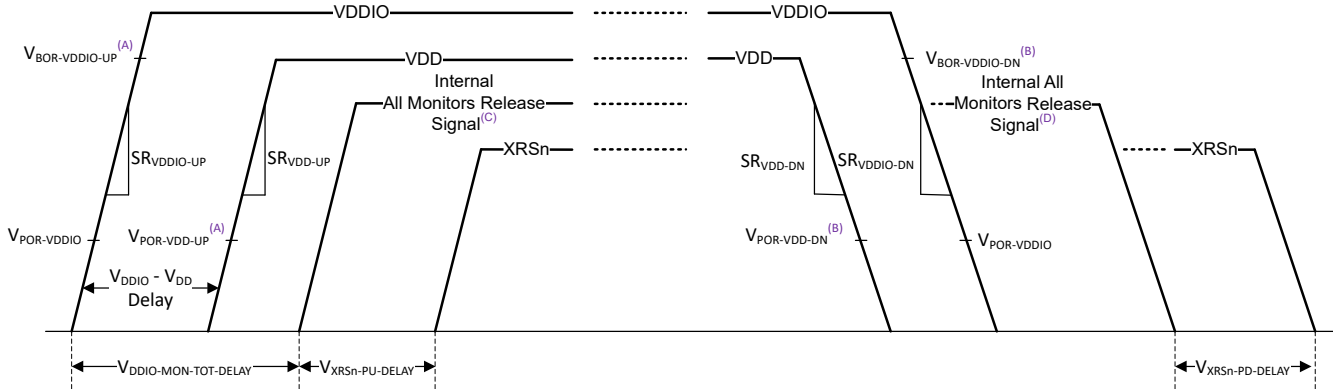 VDDIO
VDDIO
VBOR-VDDIO-UP(A)
VDD
VDD
VBOR-VDDIO-DN(B)
Internal
All Monitors Release
Signal(C)
Internal All
Monitors Release
Signal(D)
XRSn
XRSn
SRVDDIO-UP
SRVDD-UP
SRVDD-DN
SRVDDIO-DN
VPOR-VDDIO
VPOR-VDD-UP(A)
VPOR-VDD-DN(B)
VPOR-VDDIO
VDDIO - VDD
Delay
VDDIO-MON-TOT-DELAY
VXRSn-PU-DELAY
VXRSn-PD-DELAY